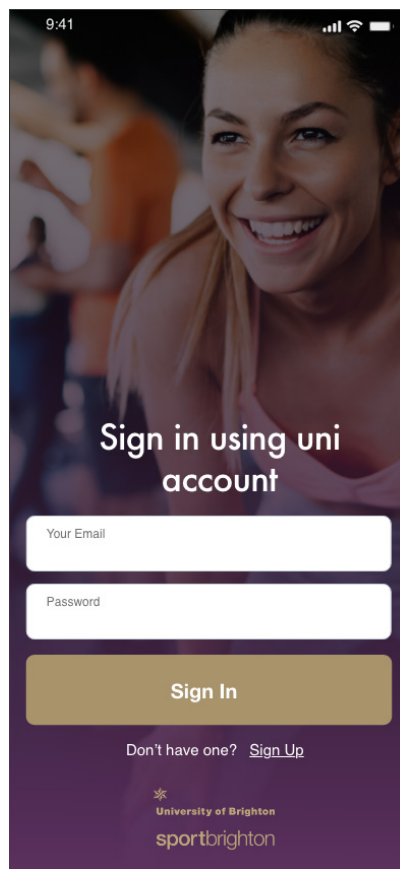 9:41
Sign in using uni
account
Your Email
Password
Sign In
Don't have one? Sign Up
University of Brighton
sportbrighton